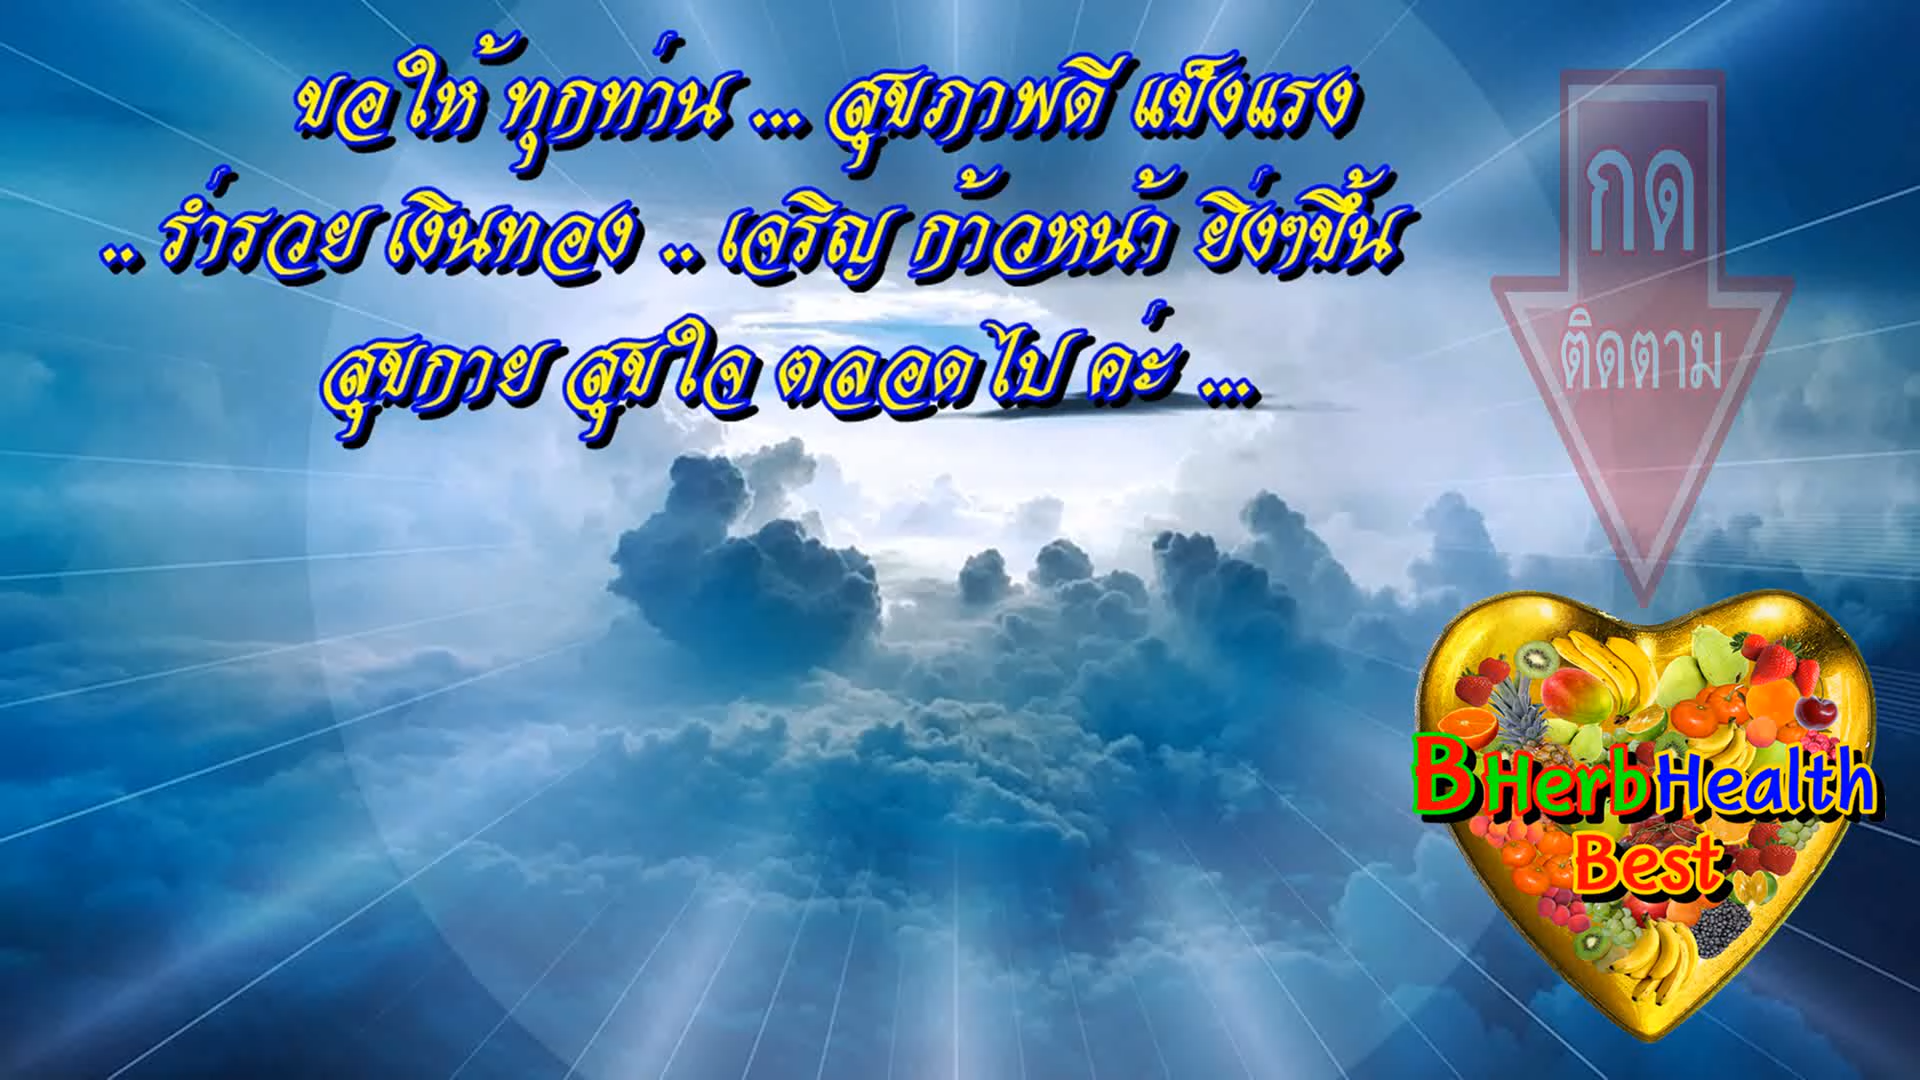 ขอให้ ทุกท่าน ... สุขภาพดี แข็งแรง
.. ร่ำรวย เงินทอง .. เจริญ ก้าวหน้า ยิ่งๆขึ้น
สุขกาย สุขใจ ตลอดไป ค่ะ ...
กด
ติดตาม
BHerbHealth
Best